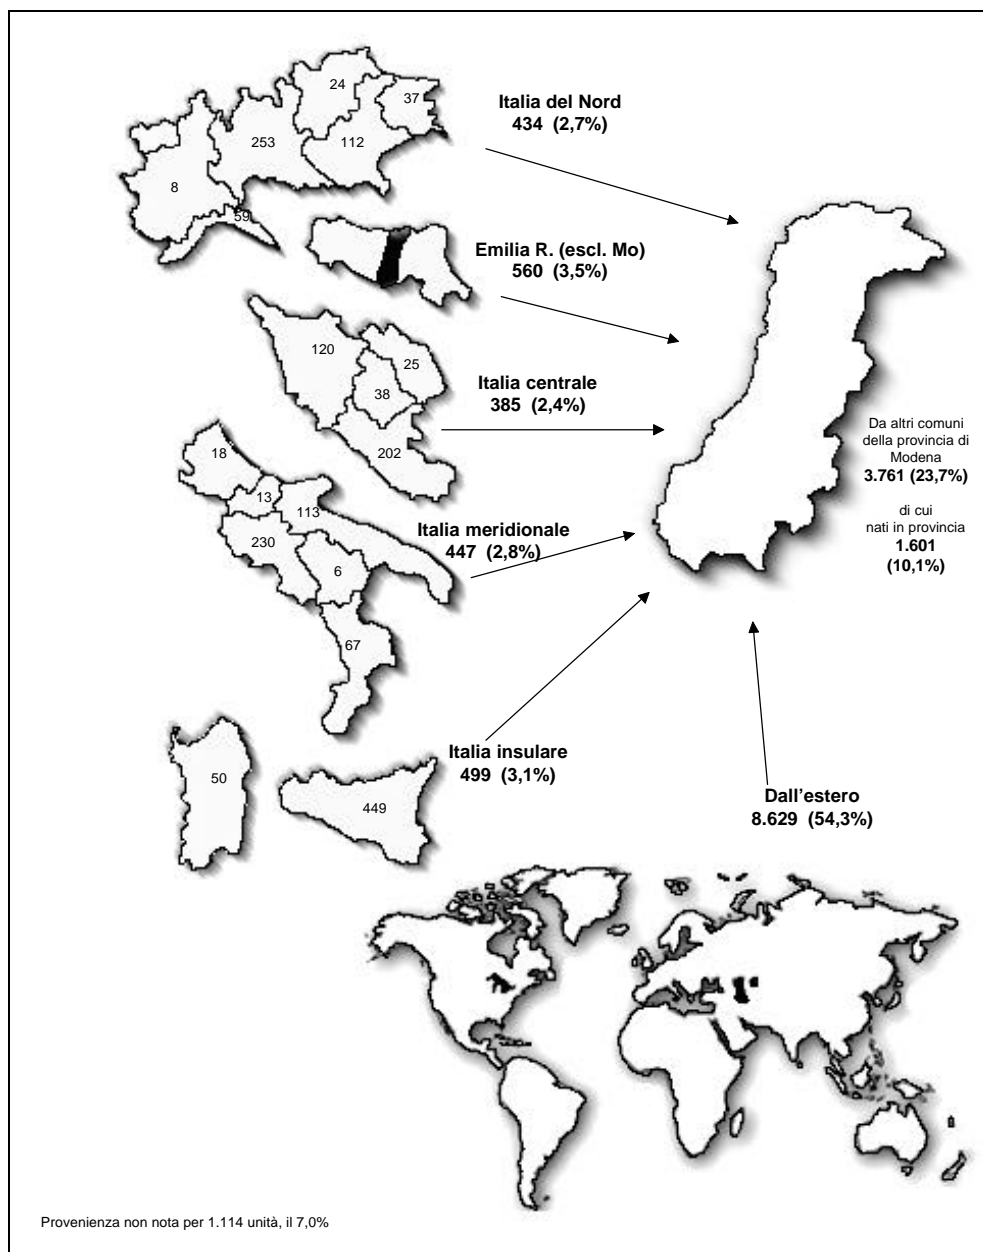 24
37
253
112
8
59
Italia del Nord
434 (2,7%)
Emilia R. (escl. Mo)
560 (3,5%)
120
25
38
202
Italia centrale
385 (2,4%)
Da altri comuni
della provincia di
Modena
3.761 (23,7%)
di cui
nati in provincia
1.601
(10,1%)
18
13
113
230
6
67
Italia meridionale
447 (2,8%)
50
449
Italia insulare
499 (3,1%)
Dall'estero
8.629 (54,3%)
Provenienza non nota per 1.114 unità, il 7,0%